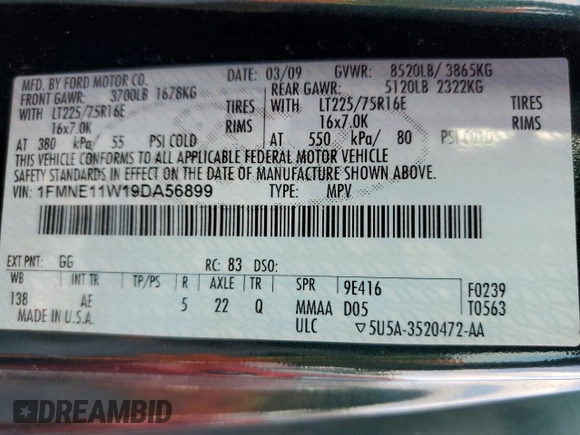 MFD. BY FORD MOTOR CO.
DATE: 03/09 GVWR: 8520LB/ 3865KG
FRONT GAWR: 3700LB 1678KG
REAR GAWR: 5120LB 2322KG
WITH LT225/75R16E TIRES
WITH LT225/75R16E TIRES
16x7.0K RIMS
16x7.0K RIMS
AT 380 kPa/ 55 PSI COLD
AT 550 kPa/ 80 PSI COLD
THIS VEHICLE CONFORMS TO ALL APPLICABLE FEDERAL MOTOR VEHICLE
SAFETY STANDARDS IN EFFECT ON THE DATE OF MANUFACTURE SHOWN ABOVE.
VIN: 1FMNE11W19DA56899 TYPE: MPV
EXT PNT: GG RC: 83 DSO:
WB INT TR TP/PS R AXLE TR SPR 9E416 F0239
138 AE 5 22 Q MMAA D05 T0563
MADE IN U.S.A. ULC 5U5A-3520472-AA
DREAMBID